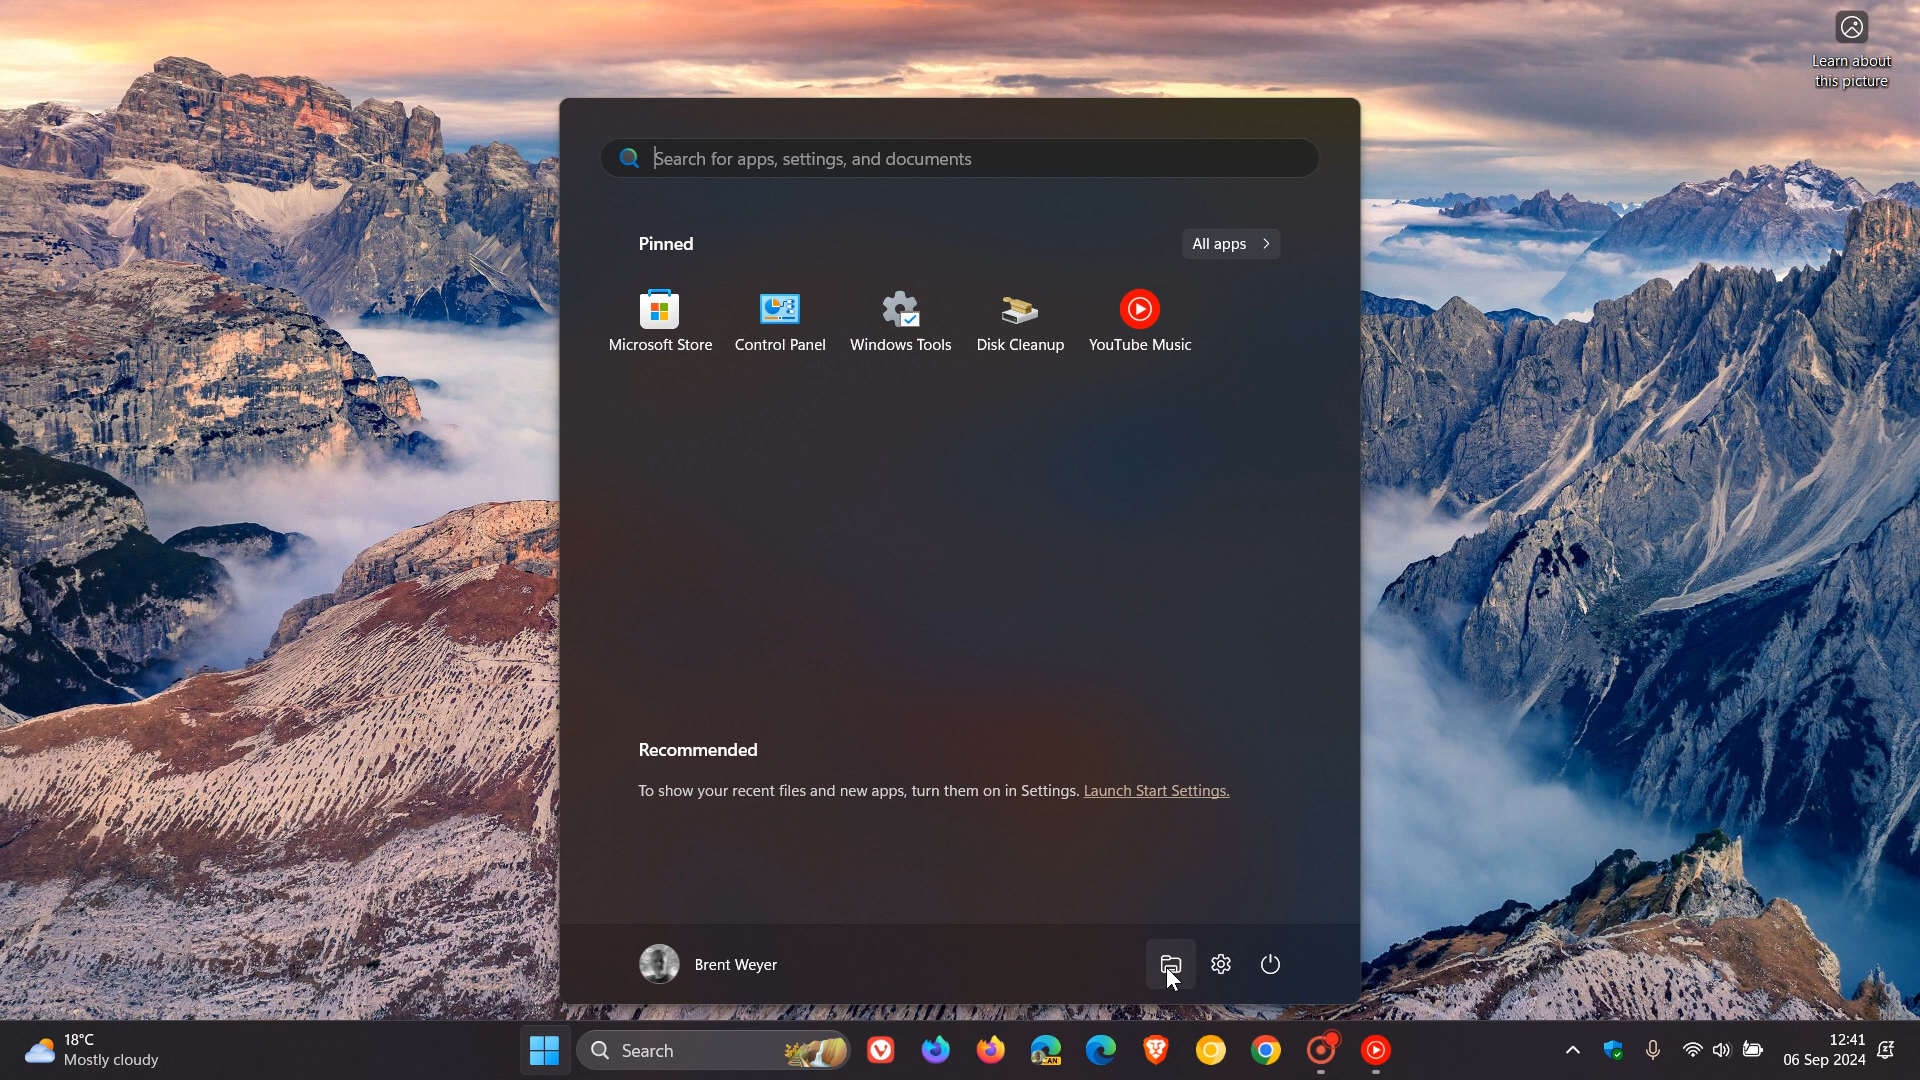 Learn about
this picture
Search for apps, settings, and documents
Pinned
All apps
Microsoft Store
Control Panel
Windows Tools
Disk Cleanup
YouTube Music
Recommended
To show your recent files and new apps, turn them on in Settings. Launch Start Settings.
Brent Weyer
18°C
Mostly cloudy
Search
CAN
12:41
06 Sep 2024